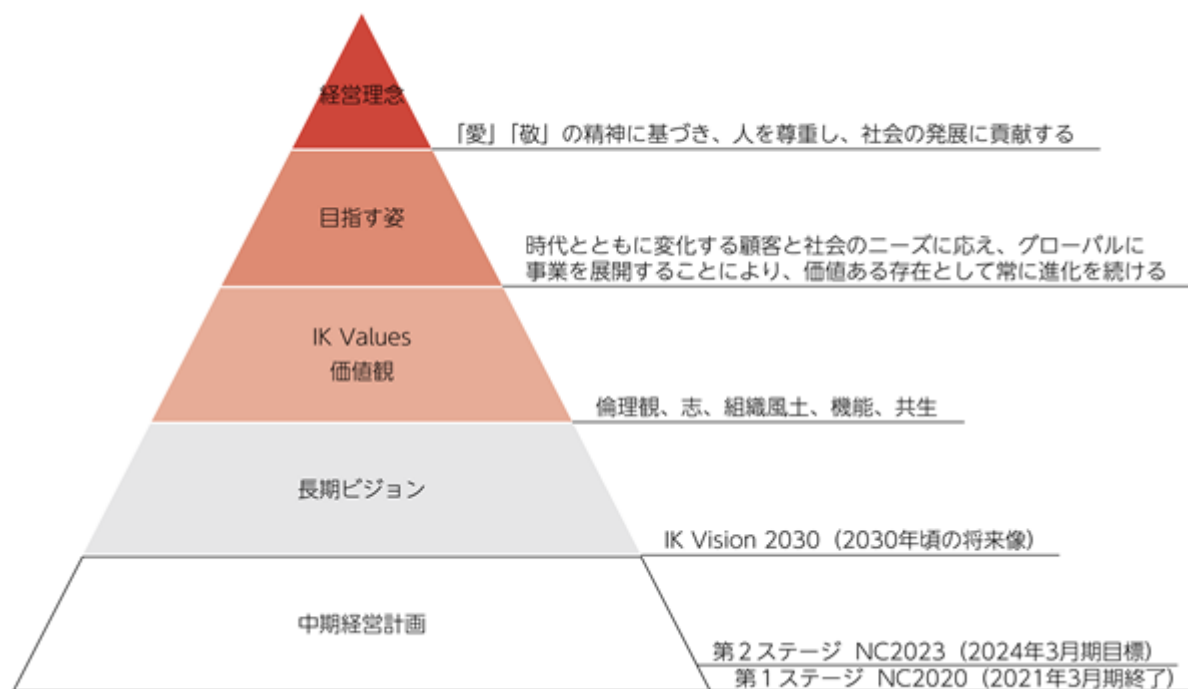 経営理念
「愛」「敬」の精神に基づき、人を尊重し、社会の発展に貢献する
目指す姿
時代とともに変化する顧客と社会のニーズに応え、グローバルに
事業を展開することにより、価値ある存在として常に進化を続ける
IK Values
価値観
倫理観、志、組織風土、機能、共生
長期ビジョン
IK Vision 2030（2030年頃の将来像）
中期経営計画
第２ステージ NC2023（2024年3月期目標）
第１ステージ NC2020（2021年3月期終了）